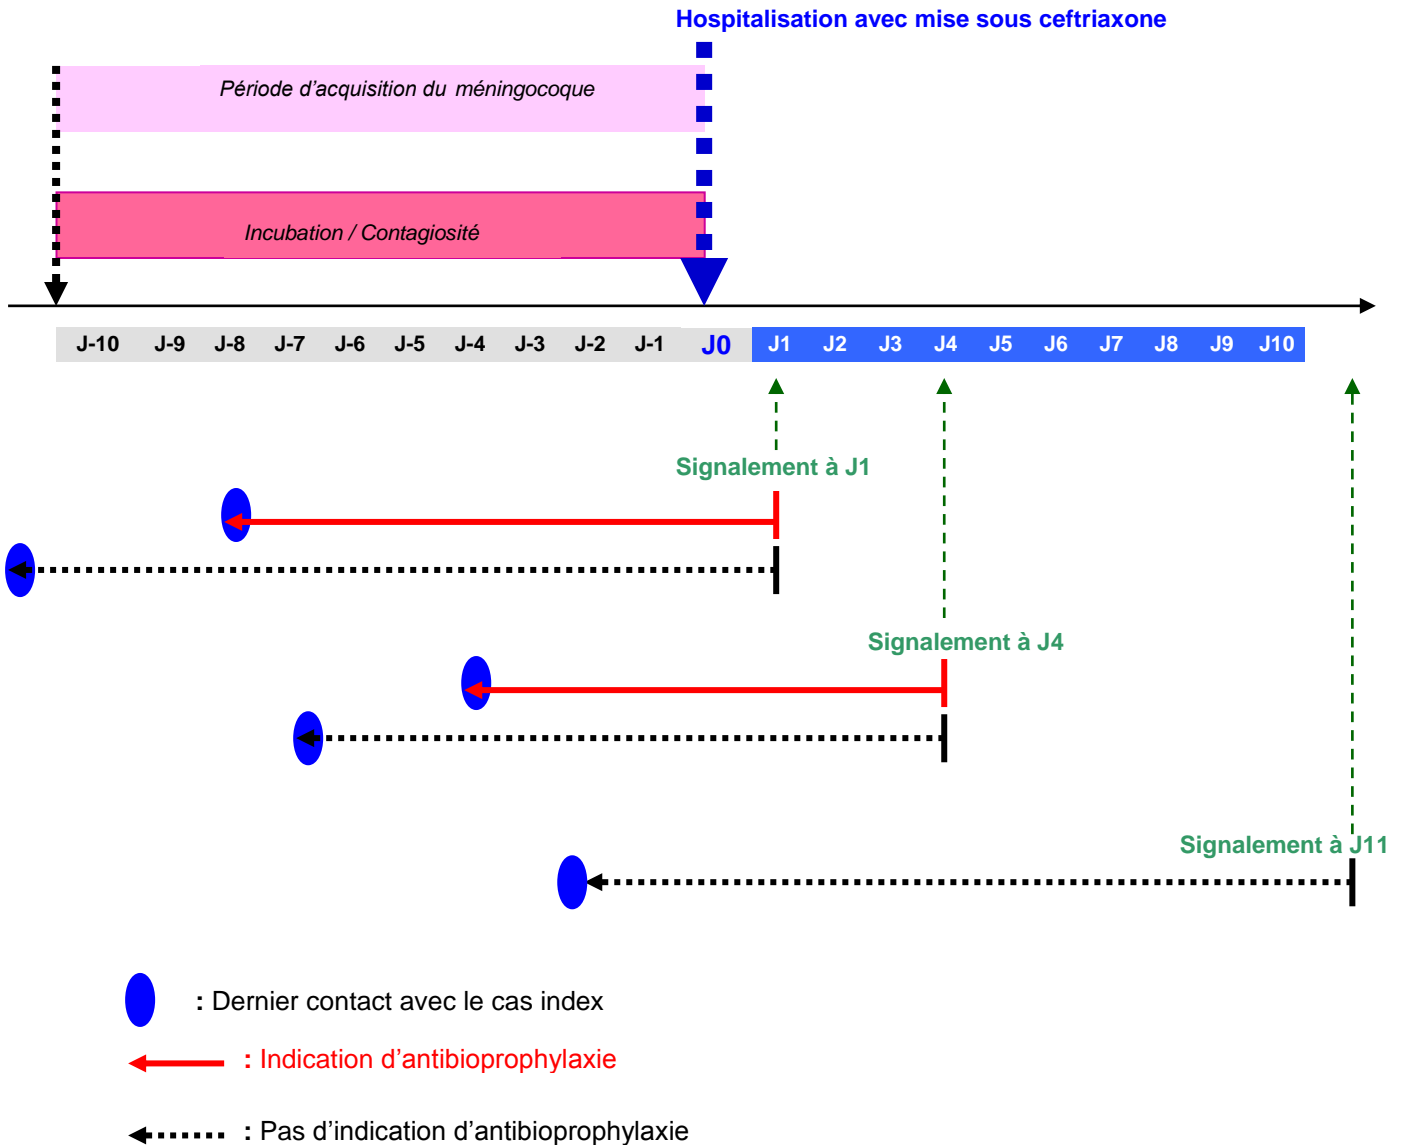 Hospitalisation avec mise sous ceftriaxone
Période d'acquisition du méningocoque
Incubation / Contagiosité
J-10 J-9 J-8 J-7 J-6 J-5 J-4 J-3 J-2 J-1 J0 J1 J2 J3 J4 J5 J6 J7 J8 J9 J10
Signalement à J1
Signalement à J4
Signalement à J11
: Dernier contact avec le cas index
: Indication d'antibioprophylaxie
: Pas d'indication d'antibioprophylaxie